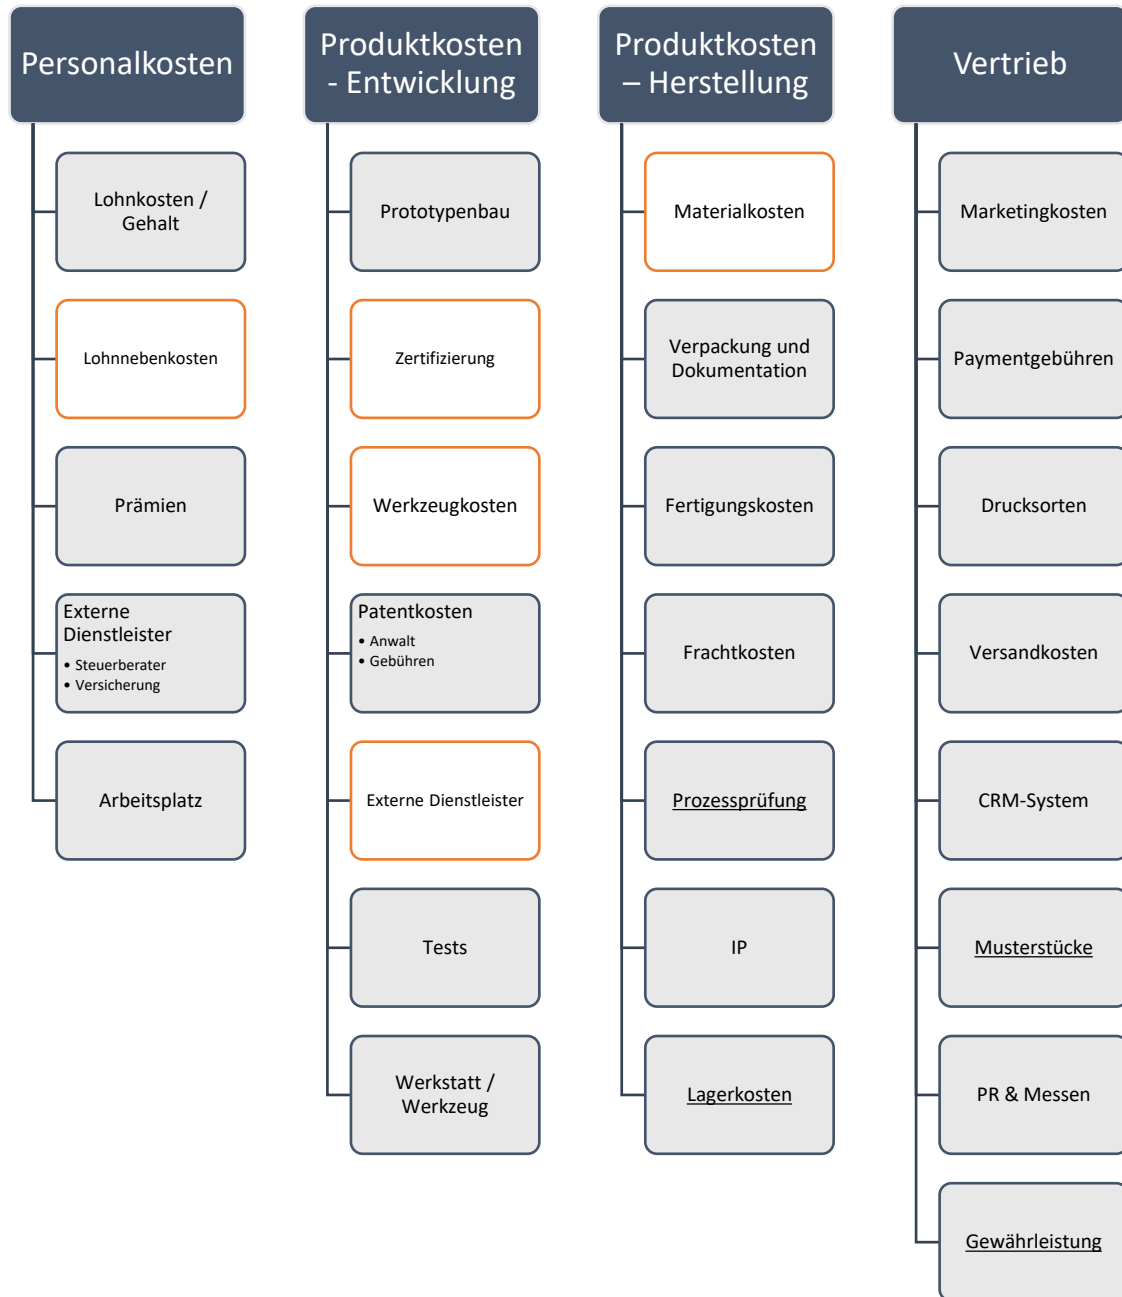 Personalkosten
Lohnkosten /
Gehalt
Lohnnebenkosten
Prämien
Externe
Dienstleister
• Steuerberater
• Versicherung
Arbeitsplatz
Produktkosten
- Entwicklung
Prototypenbau
Zertifizierung
Werkzeugkosten
Patentkosten
• Anwalt
• Gebühren
Externe Dienstleister
Tests
Werkstatt /
Werkzeug
Produktkosten
– Herstellung
Materialkosten
Verpackung und
Dokumentation
Fertigungskosten
Frachtkosten
Prozessprüfung
IP
Lagerkosten
Vertrieb
Marketingkosten
Paymentgebühren
Drucksorten
Versandkosten
CRM-System
Musterstücke
PR & Messen
Gewährleistung